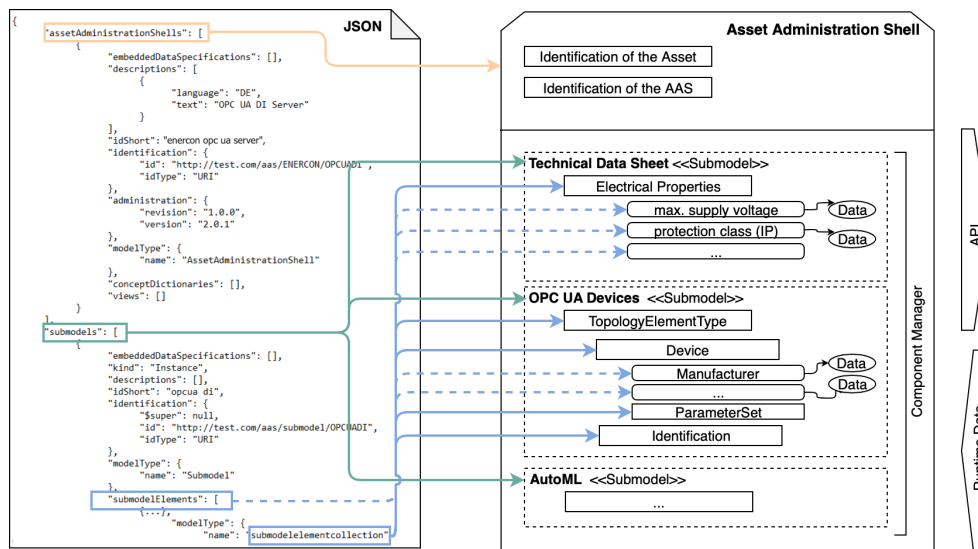 JSON
{
"assetAdministrationShells": [
{
"embeddedDataSpecifications": [],
"descriptions": [
{
"language": "DE",
"text": "OPC UA DI Server"
}
],
"idShort": "enercon opc ua server",
"identification": {
"id": "http://test.com/aas/ENERCON/OPCUADI",
"idType": "URI"
},
"administration": {
"revision": "1.0.0",
"version": "2.0.1"
},
"modelType": {
"name": "AssetAdministrationShell"
},
"conceptDictionaries": [],
"views": []
}
],
"submodels": [
{
"embeddedDataSpecifications": [],
"kind": "Instance",
"descriptions": [],
"idShort": "opcua di",
"identification": {
"$super": null,
"id": "http://test.com/aas/submodel/OPCUADI",
"idType": "URI"
},
"modelType": {
"name": "Submodel"
},
"submodelElements": [
{...},
"modelType": {
"name": "submodelelementcollection"
Asset Administration Shell
Identification of the Asset
Identification of the AAS
Technical Data Sheet <<Submodel>>
Electrical Properties
max. supply voltage
Data
protection class (IP)
Data
...
OPC UA Devices <<Submodel>>
TopologyElementType
Device
Manufacturer
Data
...
Data
ParameterSet
Identification
AutoML <<Submodel>>
...
Component Manager
API
Runtime Data